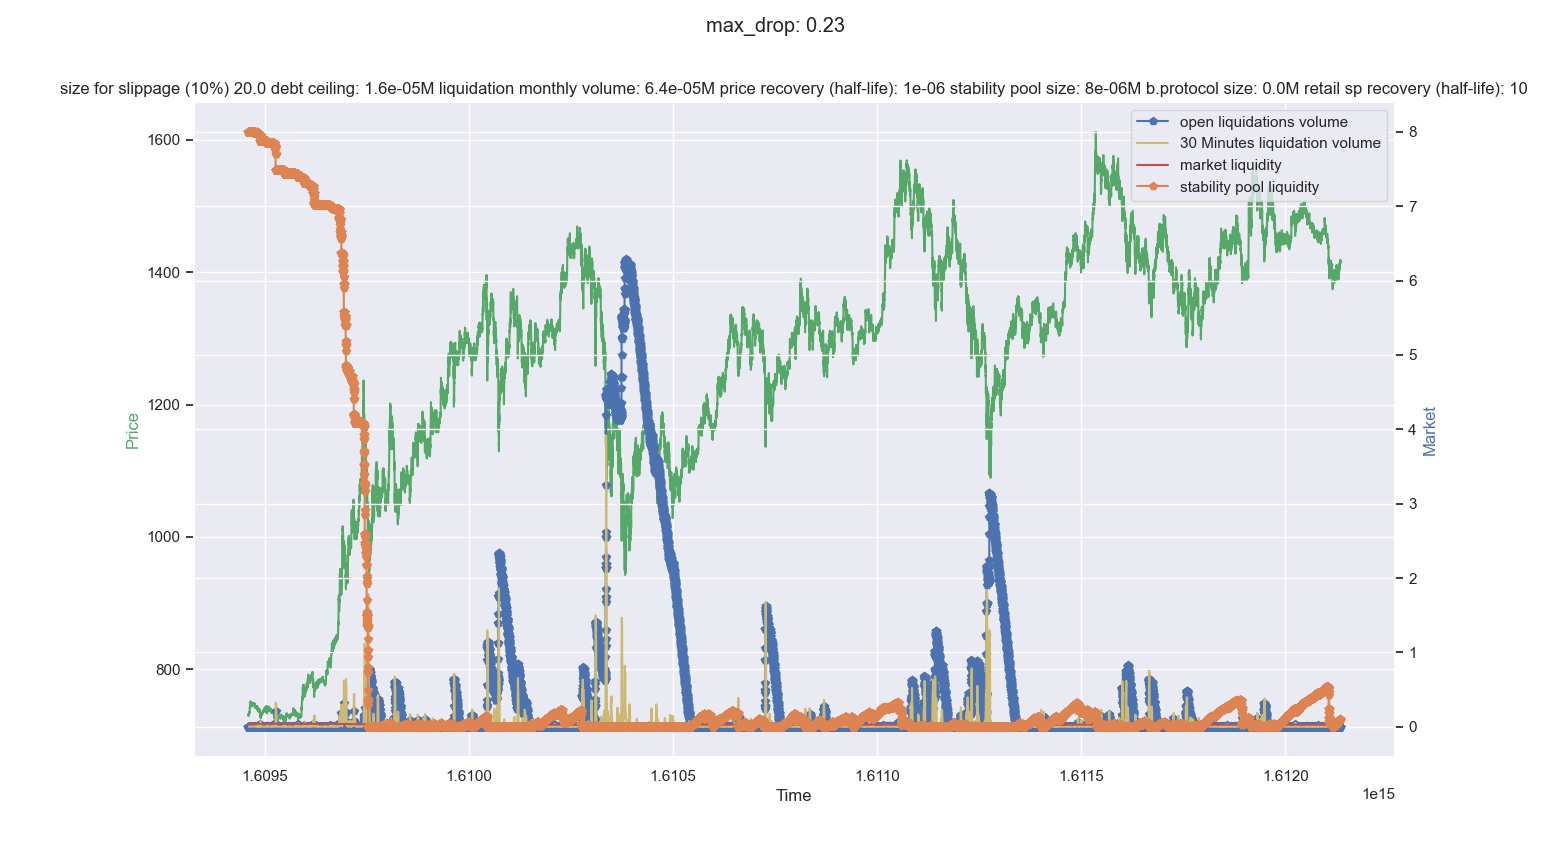 max_drop: 0.23
size for slippage (10%) 20.0 debt ceiling: 1.6e-05M liquidation monthly volume: 6.4e-05M price recovery (half-life): 1e-06 stability pool size: 8e-06M b.protocol size: 0.0M retail sp recovery (half-life): 10
open liquidations volume
30 Minutes liquidation volume
market liquidity
stability pool liquidity
1600
1400
1200
1000
800
Price
8
7
6
5
4
3
2
1
0
Market
1.6095
1.6100
1.6105
1.6110
1.6115
1.6120
1e15
Time